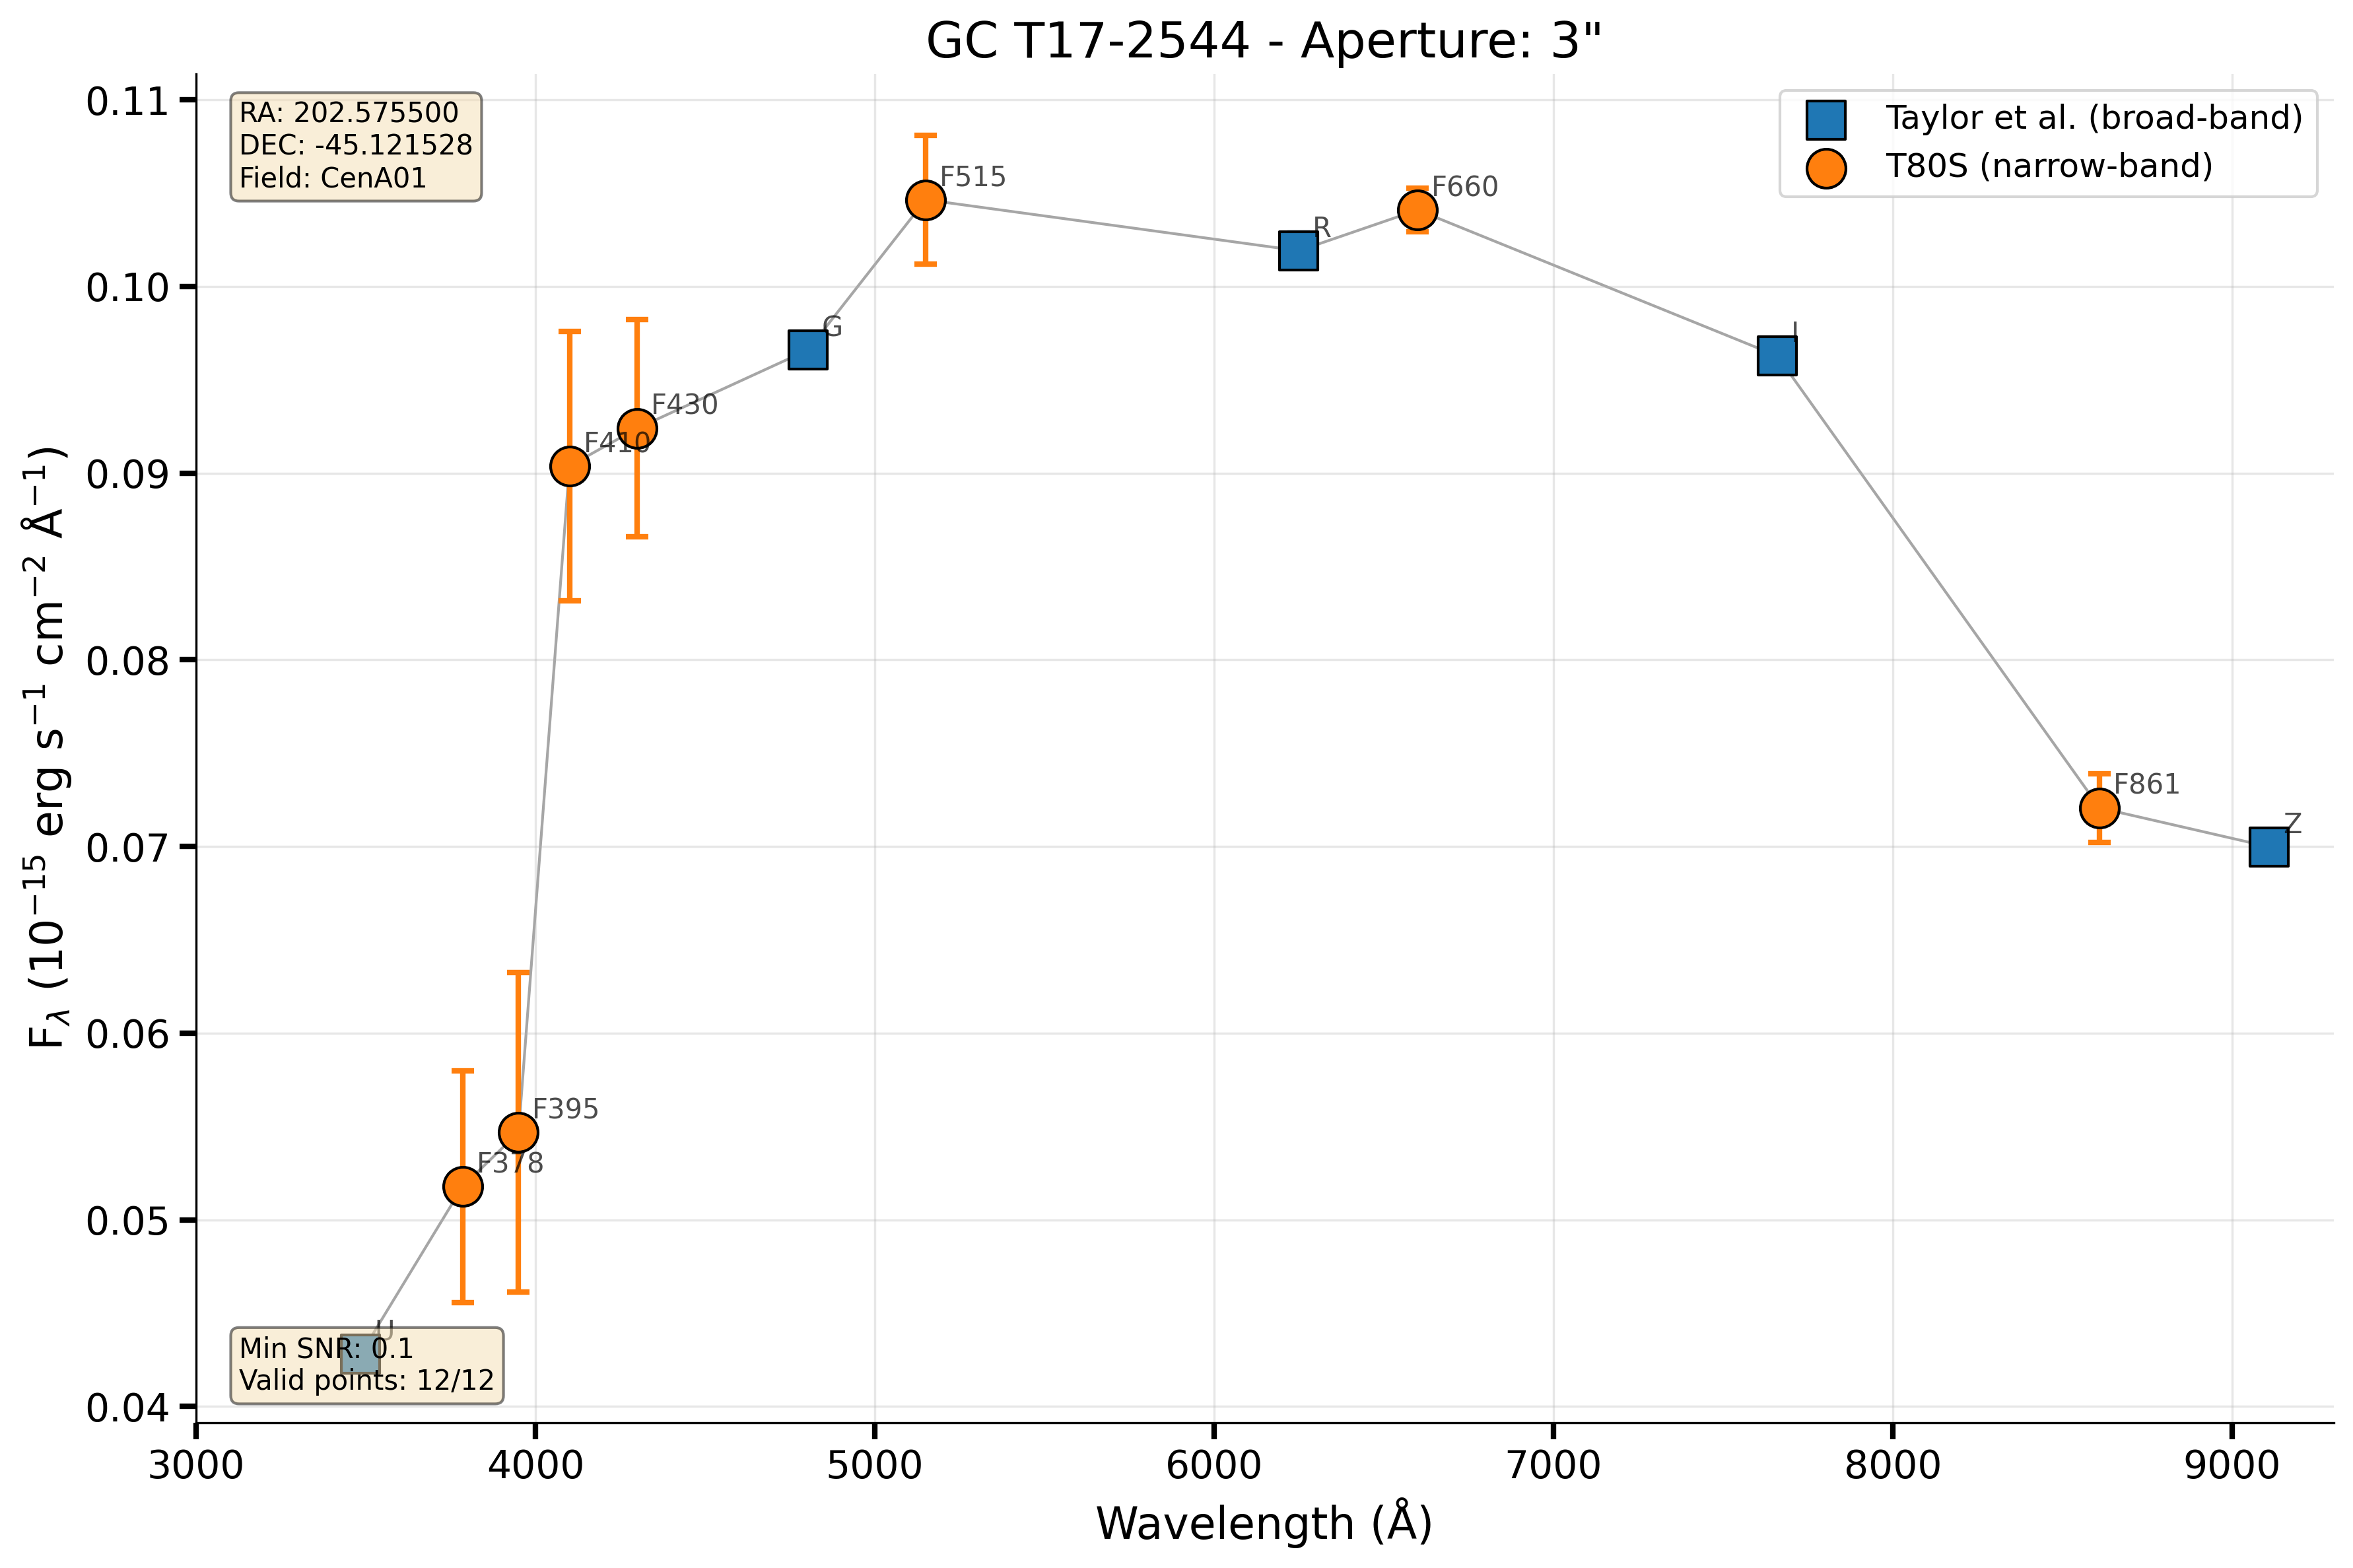 GC T17-2544 - Aperture: 3"
RA: 202.575500
DEC: -45.121528
Field: CenA01
Taylor et al. (broad-band)
T80S (narrow-band)
F515
F660
R
G
I
F430
F410
F861
Z
F395
F378
U
Min SNR: 0.1
Valid points: 12/12
0.11
0.10
0.09
0.08
0.07
0.06
0.05
0.04
F_λ (10⁻¹⁵ erg s⁻¹ cm⁻² Å⁻¹)
3000 4000 5000 6000 7000 8000 9000
Wavelength (Å)